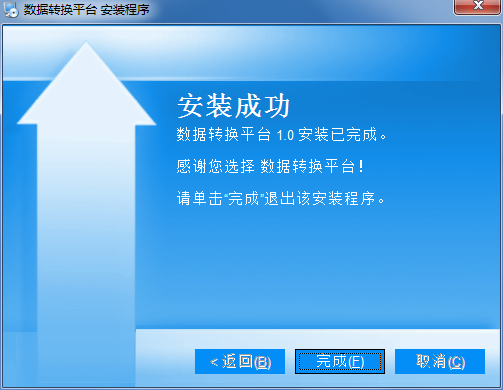 数据转换平台 安装程序
安装成功
数据转换平台 1.0 安装已完成。
感谢您选择 数据转换平台！
请单击“完成”退出该安装程序。
< 返回(B)
完成(F)
取消(C)